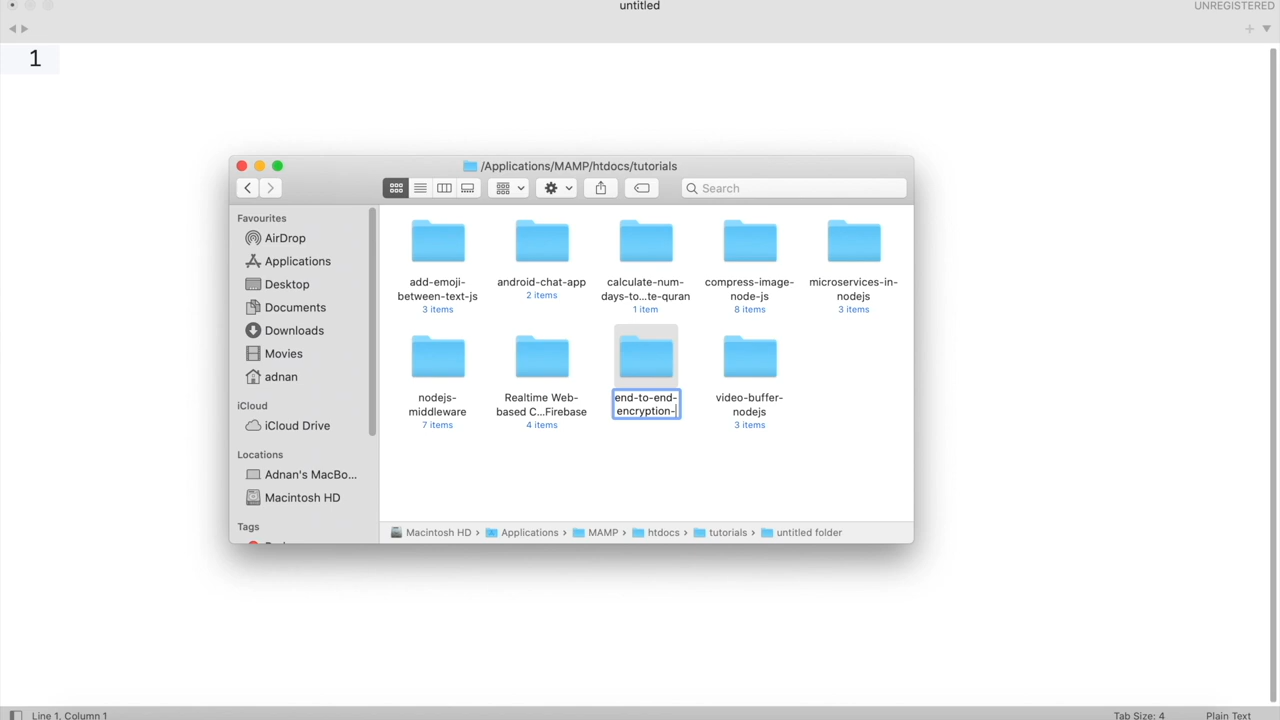 untitled
UNREGISTERED
1
/Applications/MAMP/htdocs/tutorials
Search
Favourites
AirDrop
Applications
Desktop
Documents
Downloads
Movies
adnan
iCloud
iCloud Drive
Locations
Adnan's MacBo...
Macintosh HD
Tags
add-emoji-
between-text-js
3 items
android-chat-app
2 items
calculate-num-
days-to...te-quran
1 item
compress-image-
node-js
8 items
microservices-in-
nodejs
3 items
nodejs-
middleware
7 items
Realtime Web-
based C...Firebase
4 items
end-to-end-
encryption-
video-buffer-
nodejs
3 items
Macintosh HD › Applications › MAMP › htdocs › tutorials › untitled folder
Line 1, Column 1
Tab Size: 4
Plain Text